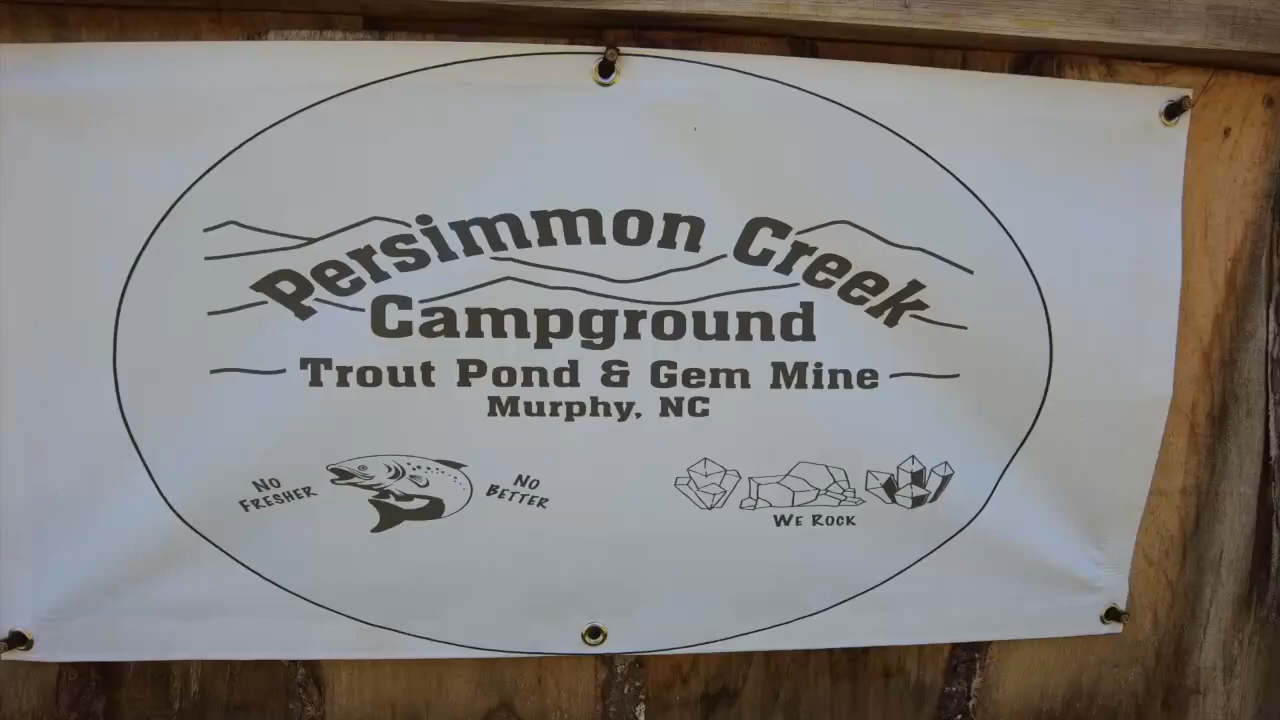 Persimmon Creek
Campground
Trout Pond & Gem Mine
Murphy, NC
No
Fresher
No
Better
We Rock